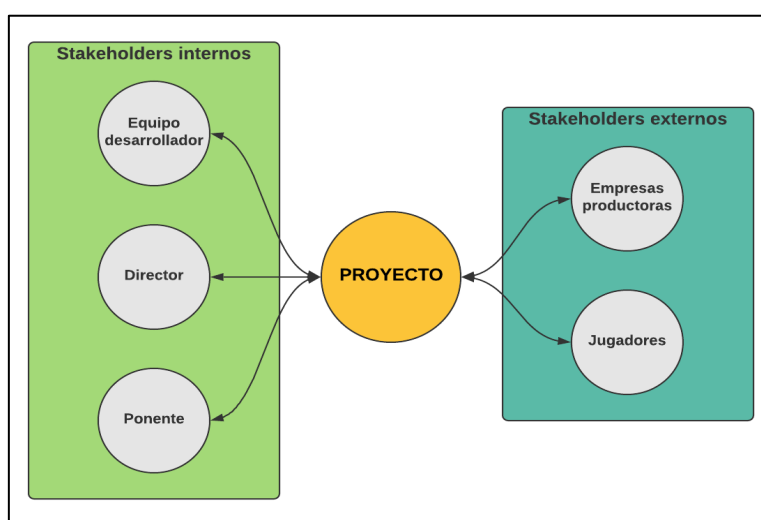 Stakeholders internos
Equipo
desarrollador
Director
Ponente
PROYECTO
Stakeholders externos
Empresas
productoras
Jugadores